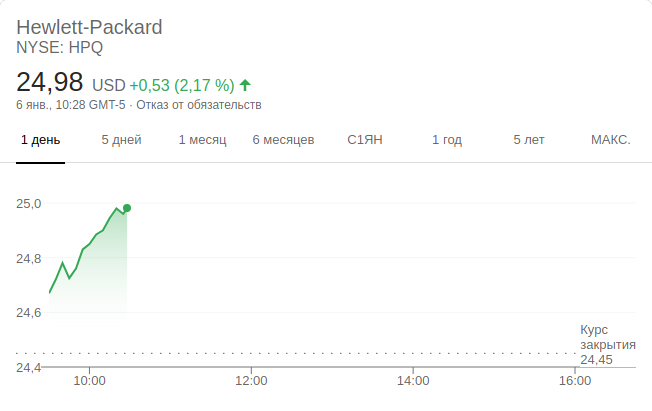 Hewlett-Packard
NYSE: HPQ
24,98 USD +0,53 (2,17 %)
6 янв., 10:28 GMT-5 · Отказ от обязательств
1 день 5 дней 1 месяц 6 месяцев С1ЯН 1 год 5 лет МАКС.
25,0
24,8
24,6
Курс
закрытия
24,45
24,4
10:00 12:00 14:00 16:00